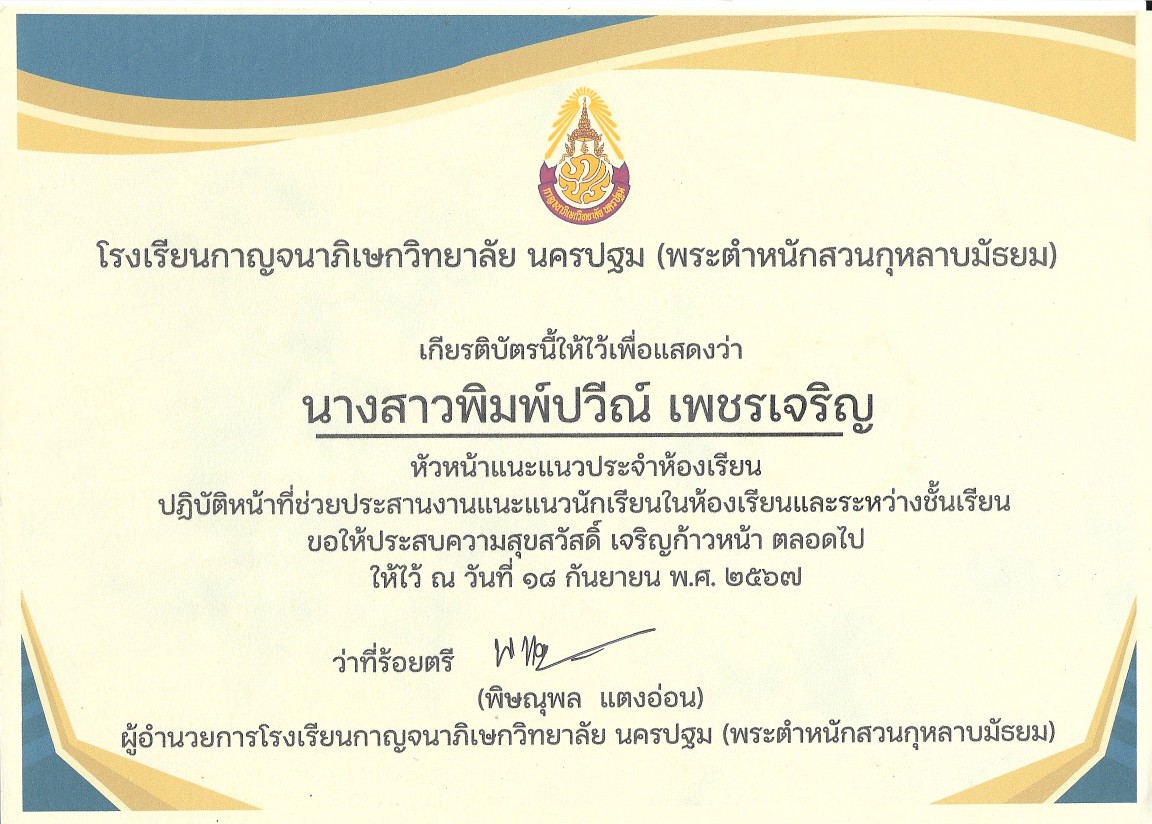 กาญจนาภิเษกวิทยาลัย นครปฐม
โรงเรียนกาญจนาภิเษกวิทยาลัย นครปฐม (พระตำหนักสวนกุหลาบมัธยม)
เกียรติบัตรนี้ให้ไว้เพื่อแสดงว่า
นางสาวพิมพ์ปวีณ์ เพชรเจริญ
หัวหน้าแนะแนวประจำห้องเรียน
ปฏิบัติหน้าที่ช่วยประสานงานแนะแนวนักเรียนในห้องเรียนและระหว่างชั้นเรียน
ขอให้ประสบความสุขสวัสดิ์ เจริญก้าวหน้า ตลอดไป
ให้ไว้ ณ วันที่ ๑๘ กันยายน พ.ศ. ๒๕๖๗
ว่าที่ร้อยตรี
(พิษณุพล แตงอ่อน)
ผู้อำนวยการโรงเรียนกาญจนาภิเษกวิทยาลัย นครปฐม (พระตำหนักสวนกุหลาบมัธยม)